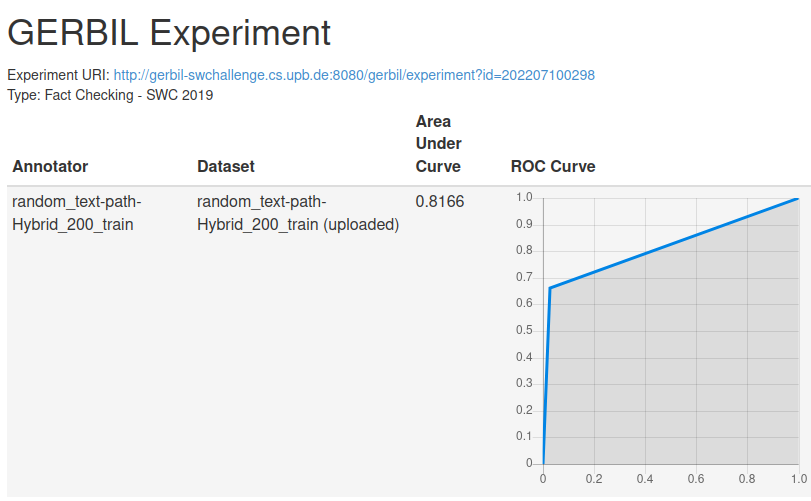 GERBIL Experiment
Experiment URI: http://gerbil-swchallenge.cs.upb.de:8080/gerbil/experiment?id=202207100298
Type: Fact Checking - SWC 2019
Area
Under
Annotator Dataset Curve ROC Curve
random_text-path- random_text-path- 0.8166
Hybrid_200_train Hybrid_200_train (uploaded)
1.0
0.9
0.8
0.7
0.6
0.5
0.4
0.3
0.2
0.1
0
0 0.2 0.4 0.6 0.8 1.0